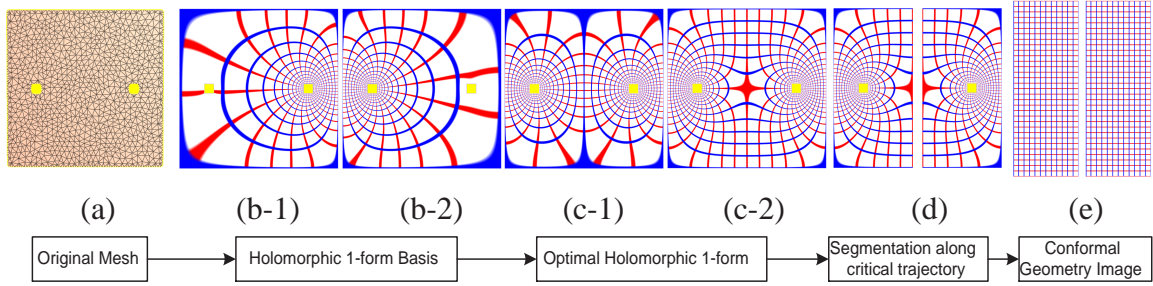 (a)
(b-1)
(b-2)
(c-1)
(c-2)
(d)
(e)
Original Mesh
Holomorphic 1-form Basis
Optimal Holomorphic 1-form
Segmentation along
critical trajectory
Conformal
Geometry Image